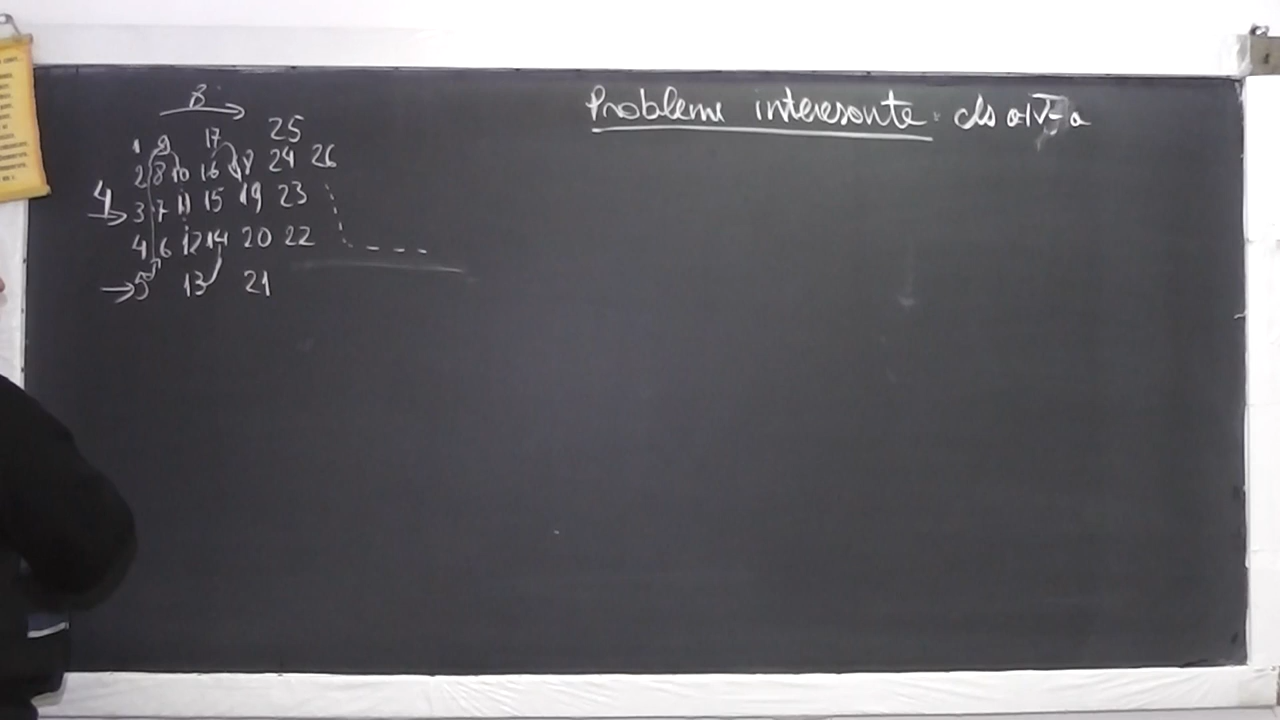 Probleme interesante cls a IV-a
8
1 9 17 25
2 8 10 16 18 24 26
4 → 3 7 11 15 19 23
4 6 12 14 20 22
→ 5 13 21